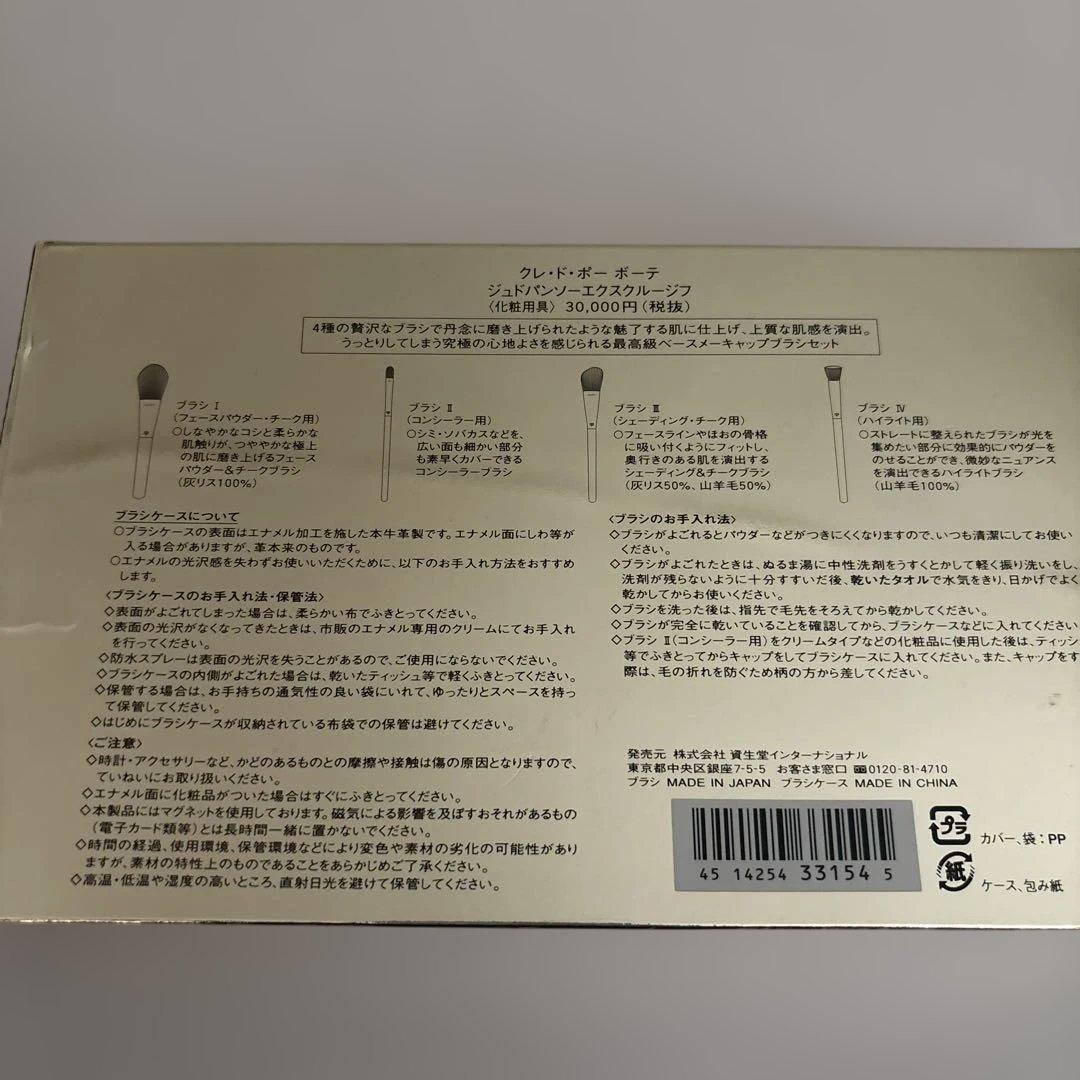 クレ・ド・ポー ボーテ
ジュドパンソーエクスクルージフ
〈化粧用具〉 30,000円(税抜)
4種の贅沢なブラシで丹念に磨き上げられたような魅了する肌に仕上げ、上質な肌感を演出。
うっとりしてしまう究極の心地よさを感じられる最高級ベースメーキャップブラシセット
ブラシ Ⅰ
(フェースパウダー・チーク用)
○しなやかなコシと柔らかな
肌触りが、つややかな極上
の肌に磨き上げるフェース
パウダー&チークブラシ
(灰リス100%)
ブラシ Ⅱ
(コンシーラー用)
○シミ・ソバカスなどを、
広い面も細かい部分
も素早くカバーできる
コンシーラーブラシ
ブラシ Ⅲ
(シェーディング・チーク用)
○フェースラインやほおの骨格
に吸い付くようにフィットし、
奥行きのある肌を演出する
シェーディング&チークブラシ
(灰リス50%、山羊毛50%)
ブラシ Ⅳ
(ハイライト用)
○ストレートに整えられたブラシが光を
集めたい部分に効果的にパウダーを
のせることができ、微妙なニュアンス
を演出できるハイライトブラシ
(山羊毛100%)
ブラシケースについて
○ブラシケースの表面はエナメル加工を施した本牛革製です。エナメル面にしわ等が
入る場合がありますが、革本来のものです。
○エナメルの光沢感を失わずお使いいただくために、以下のお手入れ方法をおすすめ
します。
〈ブラシケースのお手入れ法・保管法〉
◇表面がよごれてしまった場合は、柔らかい布でふきとってください。
◇表面の光沢がなくなってきたときは、市販のエナメル専用のクリームにてお手入れ
を行ってください。
◇防水スプレーは表面の光沢を失うことがあるので、ご使用にならないでください。
◇ブラシケースの内側がよごれた場合は、乾いたティッシュ等で軽くふきとってください。
◇保管する場合は、お手持ちの通気性の良い袋にいれて、ゆったりとスペースを持っ
て保管してください。
◇はじめにブラシケースが収納されている布袋での保管は避けてください。
〈ご注意〉
◇時計・アクセサリーなど、かどのあるものとの摩擦や接触は傷の原因となりますので、
ていねいにお取り扱いください。
◇エナメル面に化粧品がついた場合はすぐにふきとってください。
◇本製品にはマグネットを使用しております。磁気による影響を及ぼすおそれがあるもの
(電子カード類等)とは長時間一緒に置かないでください。
◇時間の経過、使用環境、保管環境などにより変色や素材の劣化の可能性があり
ますが、素材の特性上のものであることをあらかじめご了承ください。
◇高温・低温や湿度の高いところ、直射日光を避けて保管してください。
〈ブラシのお手入れ法〉
◇ブラシがよごれるとパウダーなどがつきにくくなりますので、いつも清潔にしてお使い
ください。
◇ブラシがよごれたときは、ぬるま湯に中性洗剤をうすくとかして軽く振り洗いをし、
洗剤が残らないように十分すすいだ後、乾いたタオルで水気をきり、日かげでよく
乾かしてからお使いください。
◇ブラシを洗った後は、指先で毛先をそろえてから乾かしてください。
◇ブラシが完全に乾いていることを確認してから、ブラシケースなどに入れてください。
◇ブラシ Ⅱ(コンシーラー用)をクリームタイプなどの化粧品に使用した後は、ティッシ
等でふきとってからキャップをしてブラシケースに入れてください。また、キャップをす
際は、毛の折れを防ぐため柄の方から差してください。
発売元 株式会社 資生堂インターナショナル
東京都中央区銀座7-5-5 お客さま窓口 0120-81-4710
ブラシ MADE IN JAPAN ブラシケース MADE IN CHINA
45 14254 33154 5
プラ
カバー、袋:PP
紙
ケース、包み紙